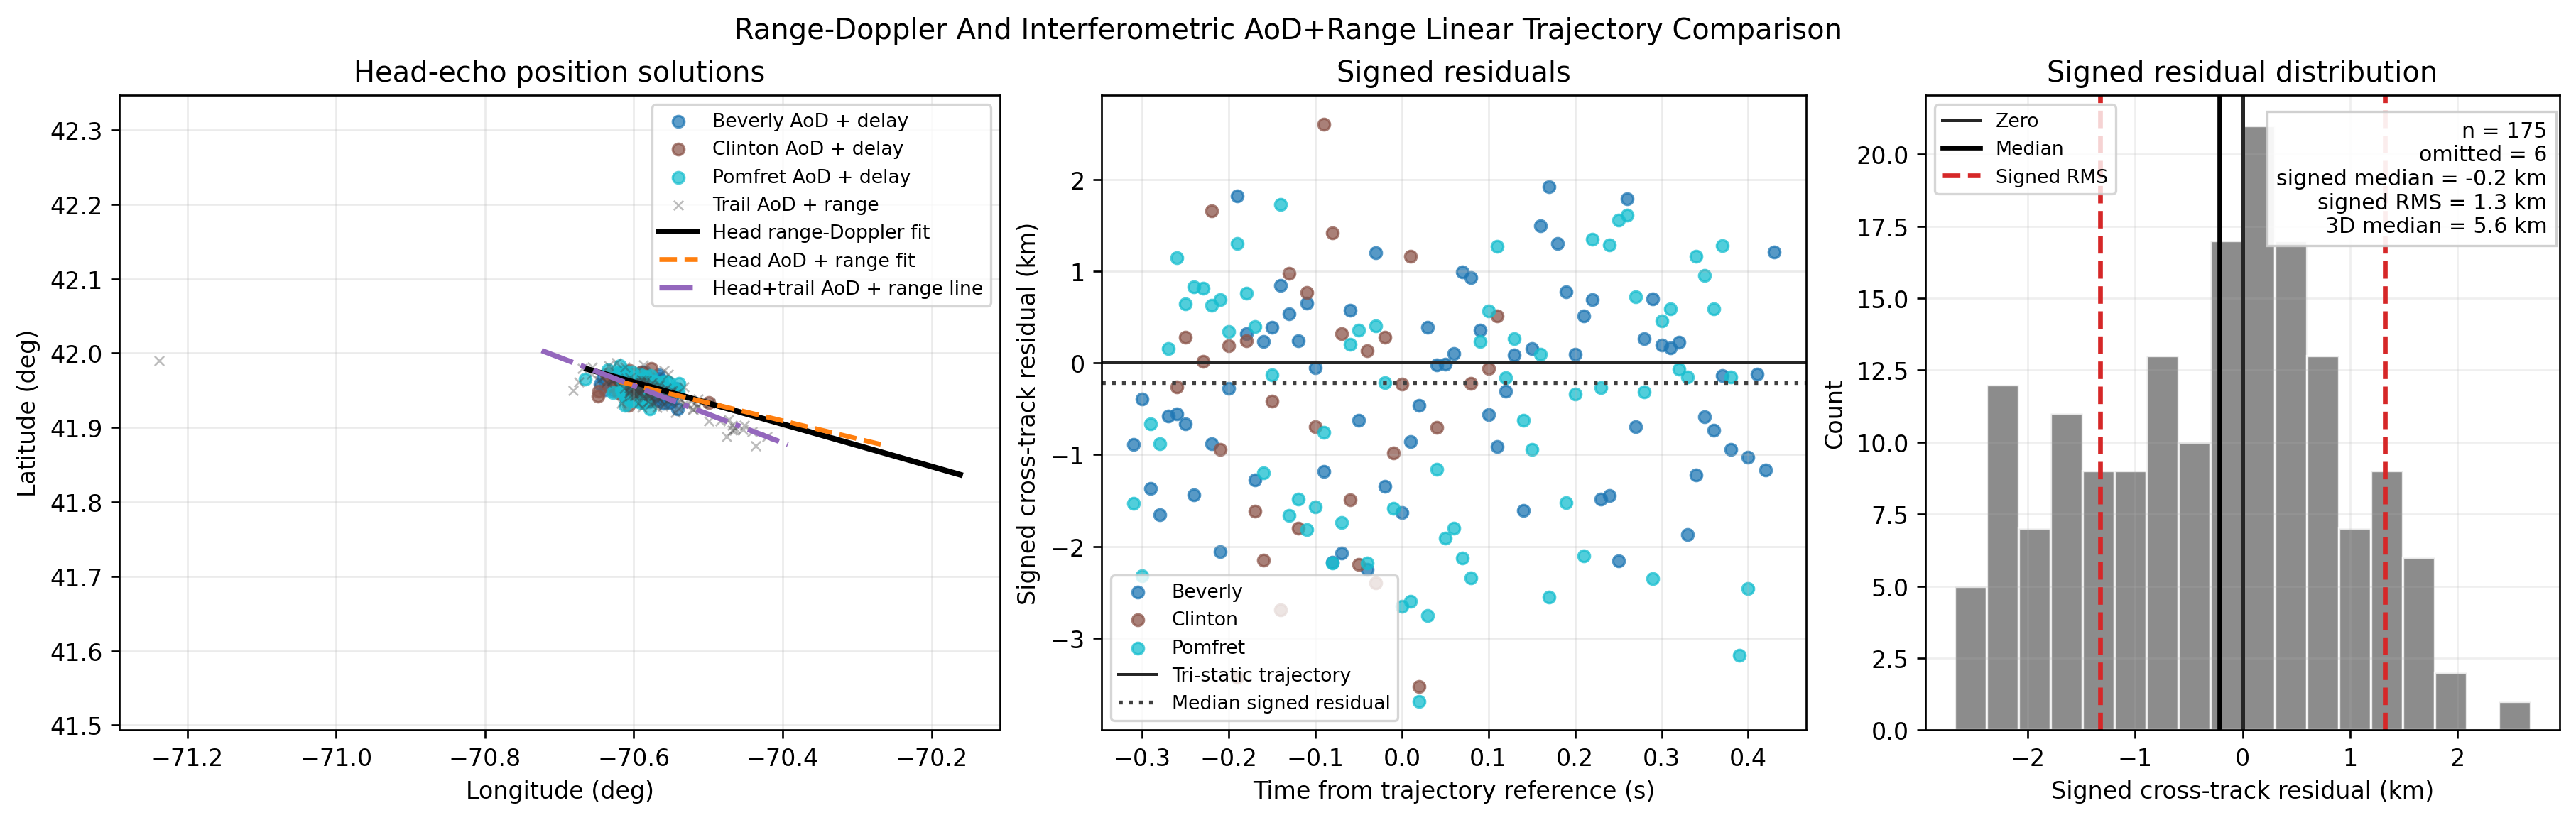 Range-Doppler And Interferometric AoD+Range Linear Trajectory Comparison
Head-echo position solutions
Latitude (deg)
42.3
42.2
42.1
42.0
41.9
41.8
41.7
41.6
41.5
−71.2
−71.0
−70.8
−70.6
−70.4
−70.2
Longitude (deg)
Beverly AoD + delay
Clinton AoD + delay
Pomfret AoD + delay
Trail AoD + range
Head range-Doppler fit
Head AoD + range fit
Head+trail AoD + range line
Signed residuals
Signed cross-track residual (km)
2
1
0
−1
−2
−3
−0.3
−0.2
−0.1
0.0
0.1
0.2
0.3
0.4
Time from trajectory reference (s)
Beverly
Clinton
Pomfret
Tri-static trajectory
Median signed residual
Signed residual distribution
Count
20.0
17.5
15.0
12.5
10.0
7.5
5.0
2.5
0.0
−2
−1
0
1
2
Signed cross-track residual (km)
Zero
Median
Signed RMS
n = 175
omitted = 6
signed median = -0.2 km
signed RMS = 1.3 km
3D median = 5.6 km